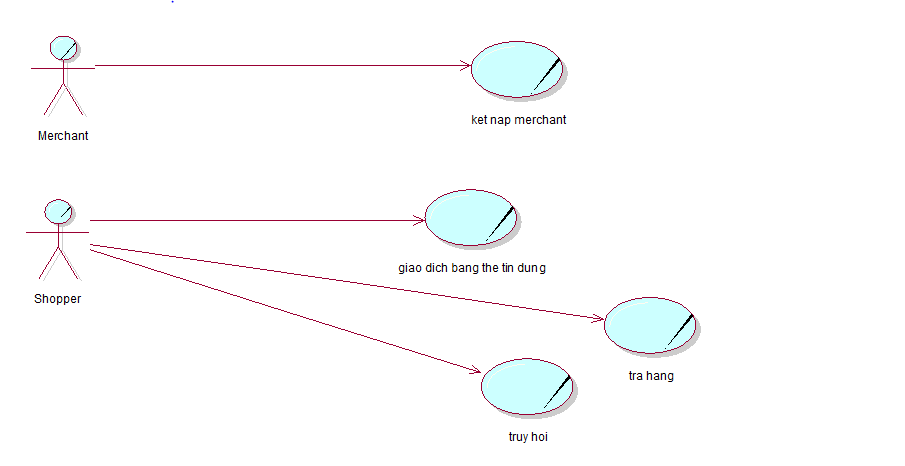 Merchant
ket nap merchant
Shopper
giao dich bang the tin dung
tra hang
truy hoi